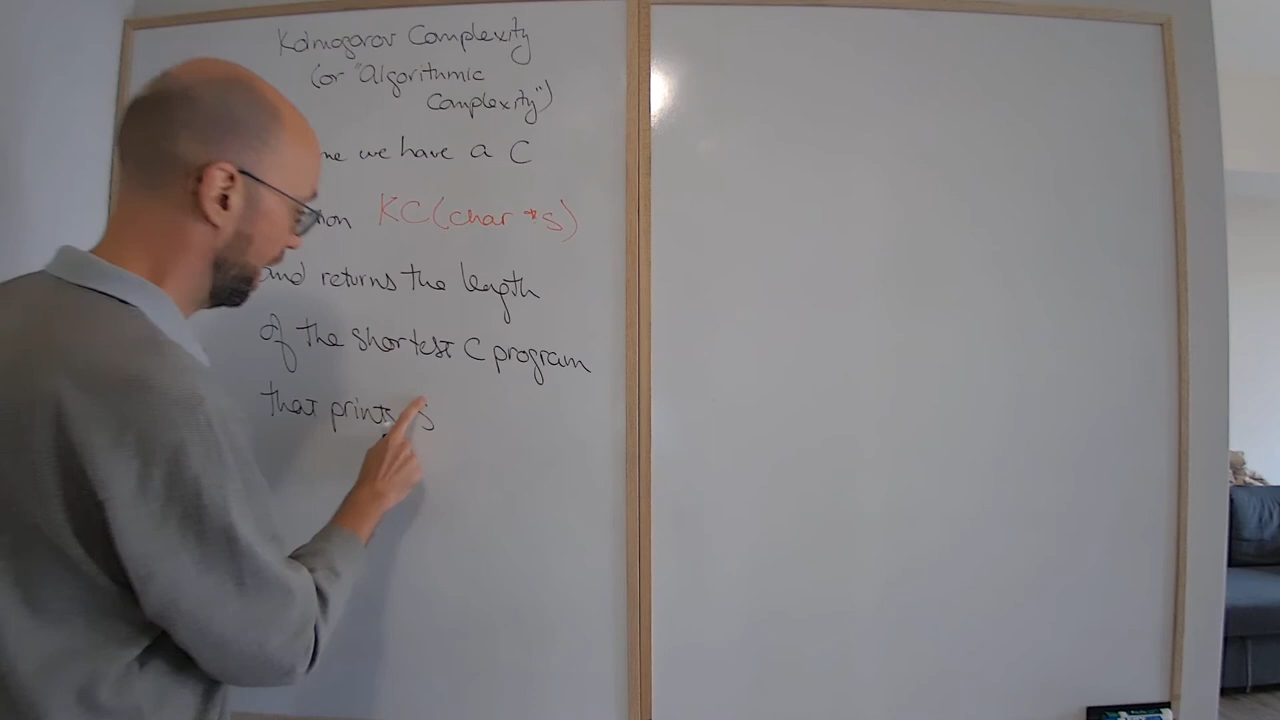 Kolmogorov Complexity
(or "Algorithmic
Complexity")
we have a C
KC(char *s)
and returns the length
of the shortest C program
that prints s